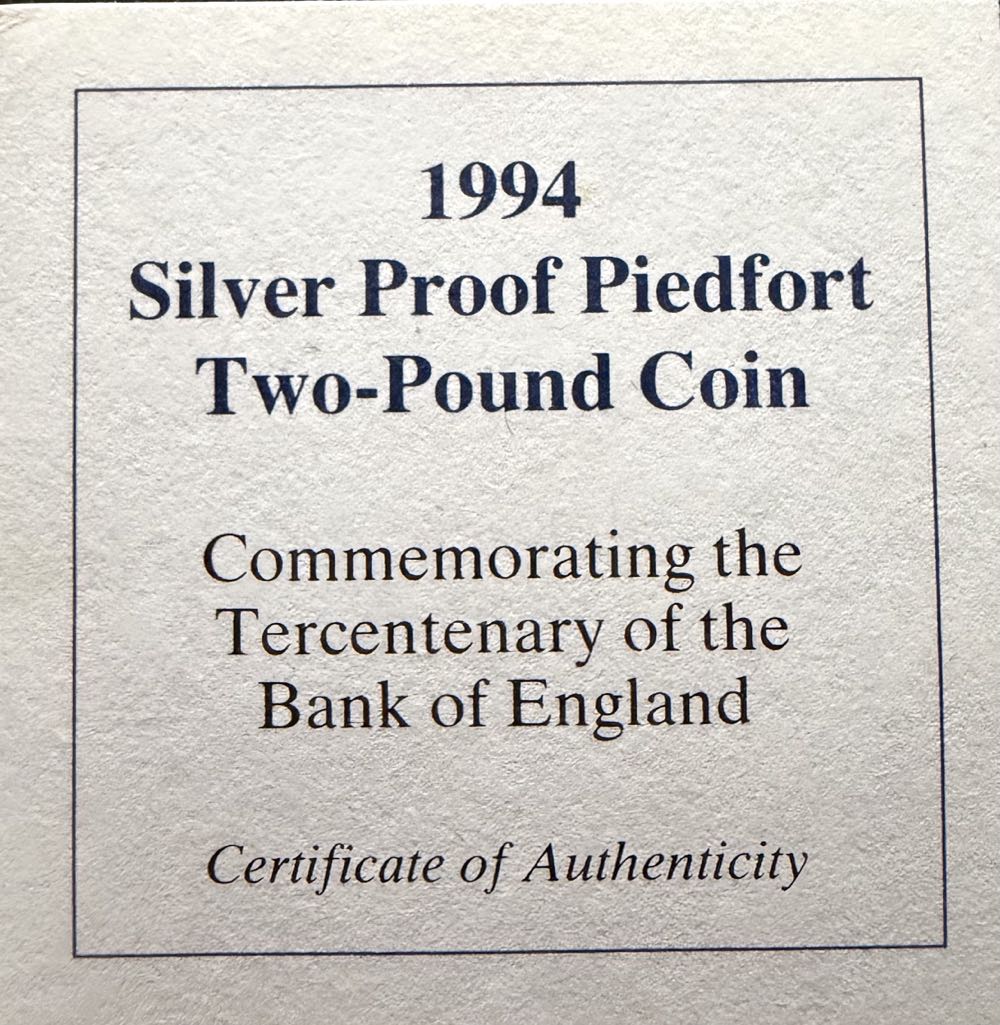 1994
Silver Proof Piedfort
Two-Pound Coin
Commemorating the
Tercentenary of the
Bank of England
Certificate of Authenticity